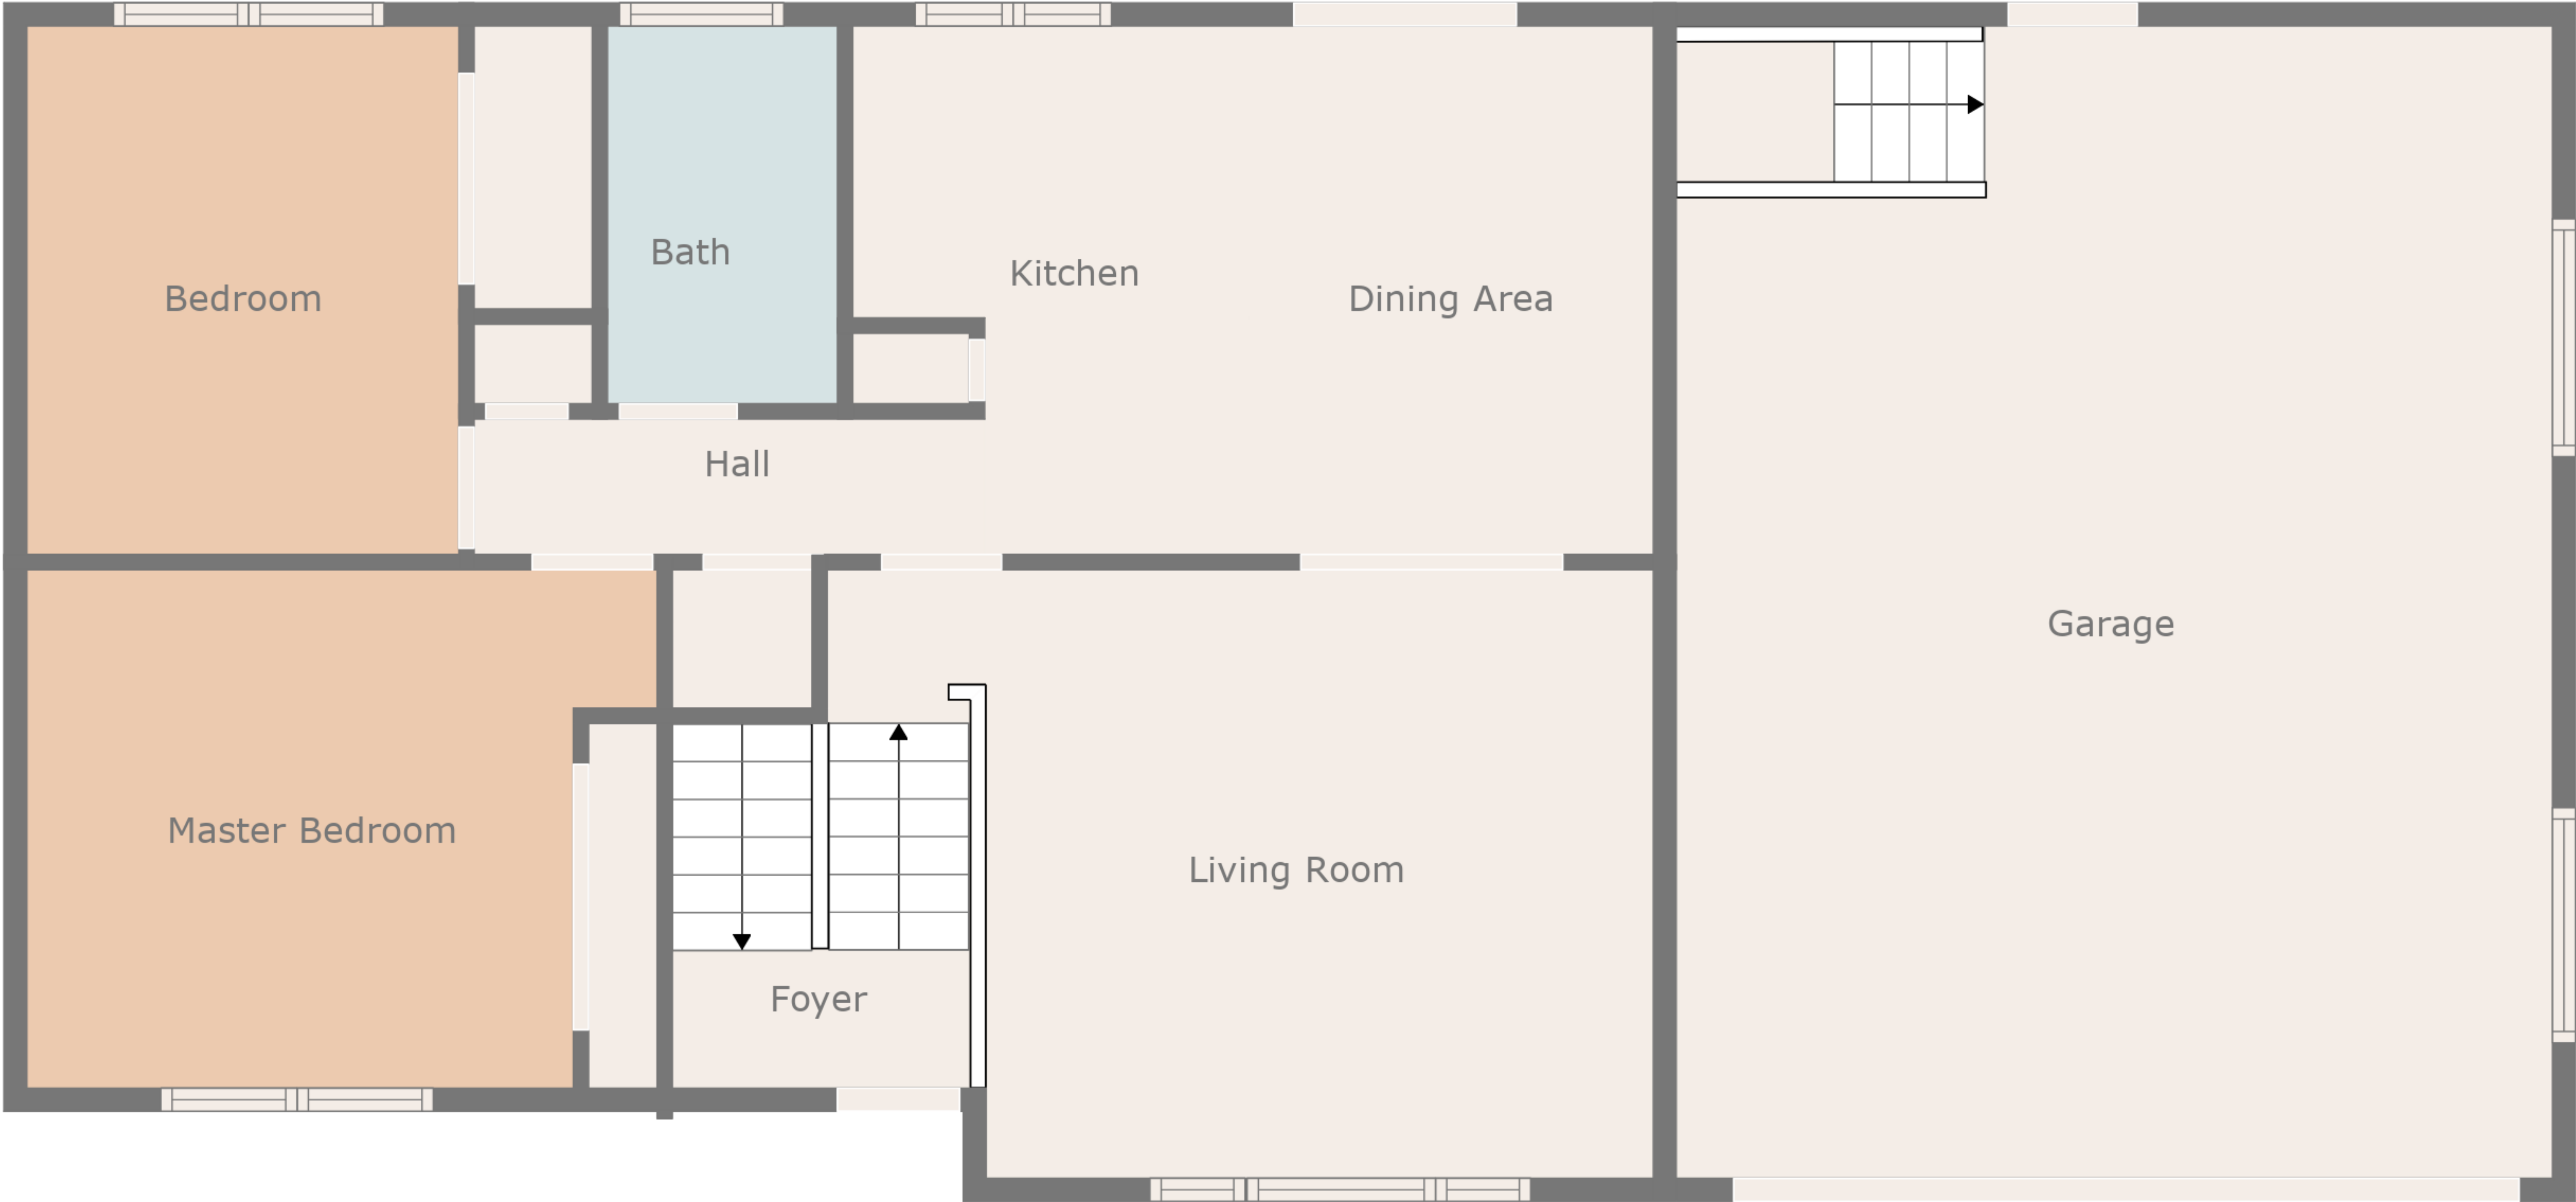 Bedroom
Bath
Kitchen
Dining Area
Hall
Garage
Master Bedroom
Living Room
Foyer